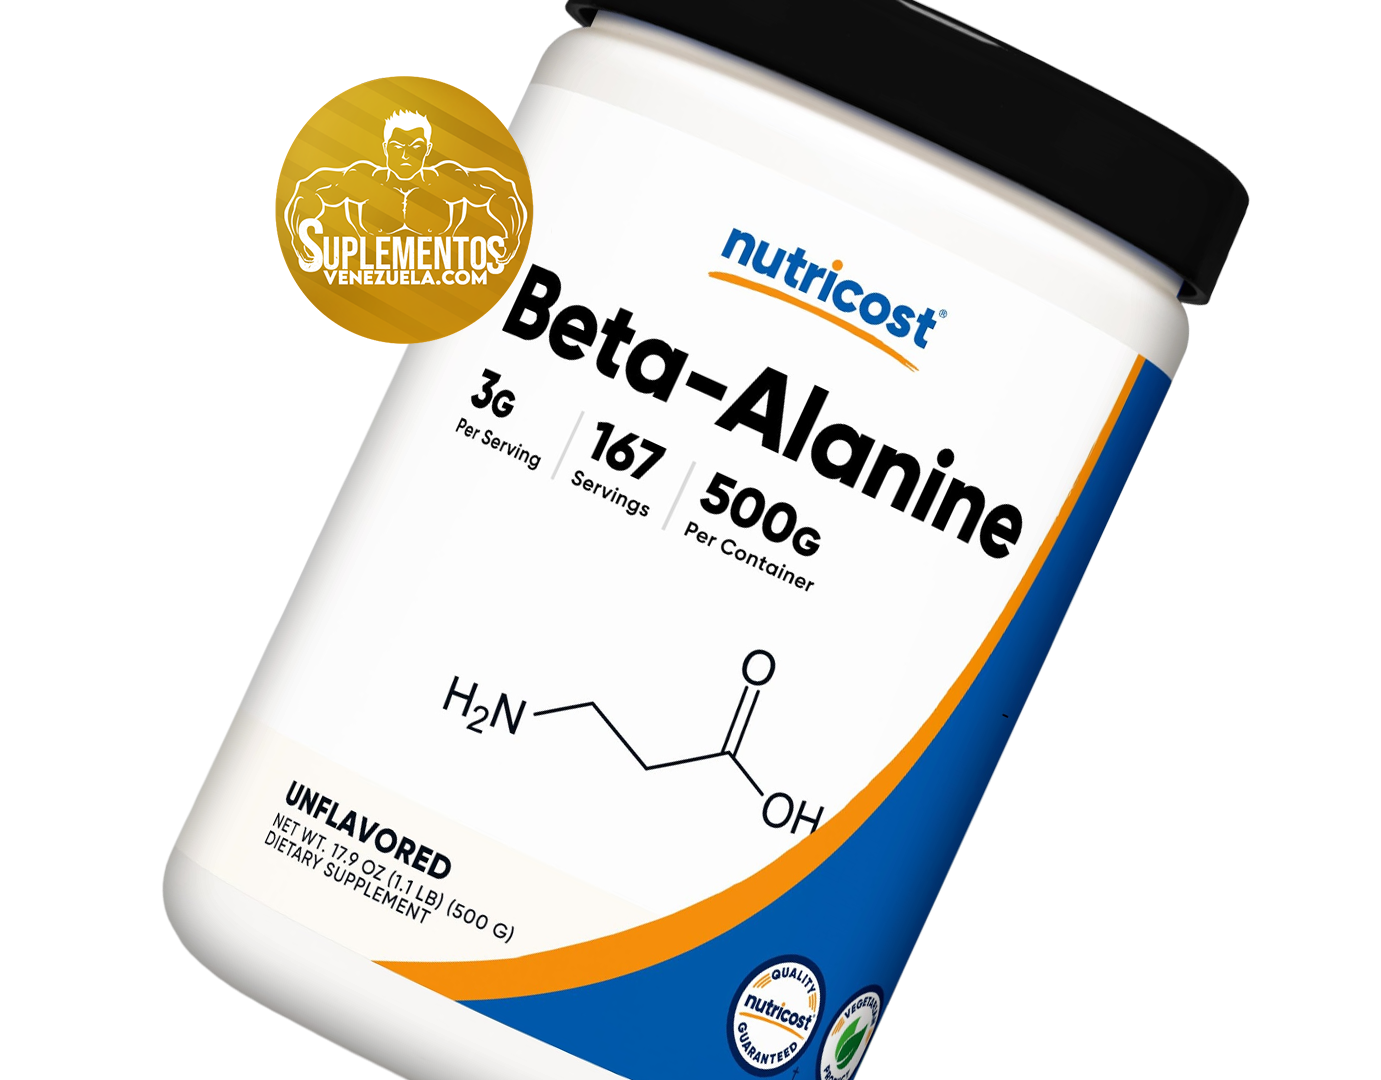 SUPLEMENTOS
VENEZUELA.COM
nutricost®
Beta-Alanine
3G
Per Serving
167
Servings
500G
Per Container
H2N
O
OH
UNFLAVORED
NET WT. 17.9 OZ (1.1 LB) (500 G)
DIETARY SUPPLEMENT
QUALITY
nutricost
GUARANTEED
VEGETARIAN